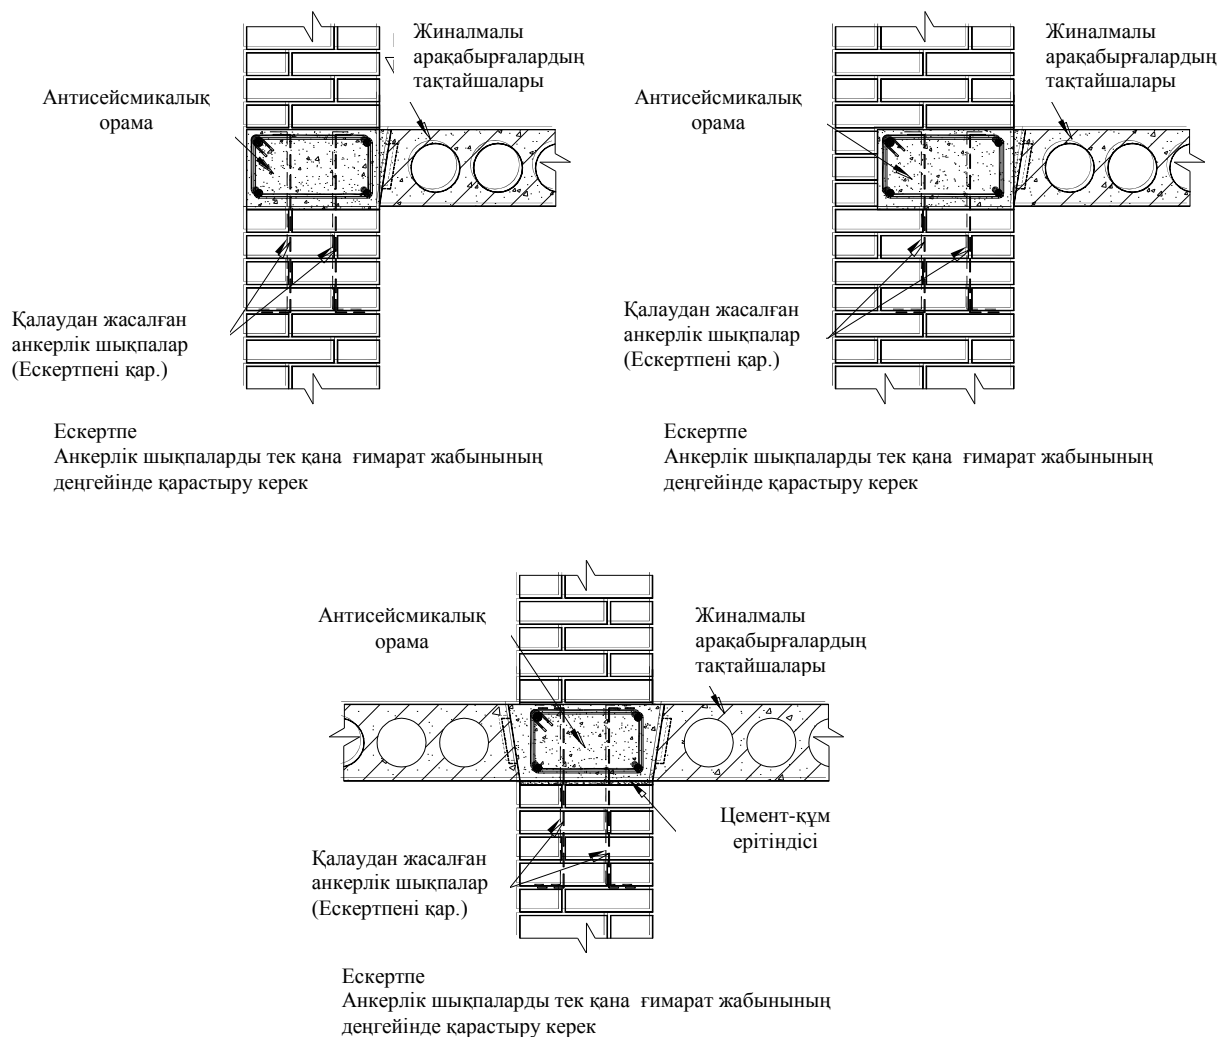 Жиналмалы
арақабырғалардың
тақтайшалары
Антисейсмикалық
орама
Қалаудан жасалған
анкерлік шықпалар
(Ескертпені қар.)
Ескертпе
Анкерлік шықпаларды тек қана ғимарат жабынының
деңгейінде қарастыру керек
Жиналмалы
арақабырғалардың
тақтайшалары
Антисейсмикалық
орама
Қалаудан жасалған
анкерлік шықпалар
(Ескертпені қар.)
Ескертпе
Анкерлік шықпаларды тек қана ғимарат жабынының
деңгейінде қарастыру керек
Антисейсмикалық
орама
Жиналмалы
арақабырғалардың
тақтайшалары
Цемент-құм
ерітіндісі
Қалаудан жасалған
анкерлік шықпалар
(Ескертпені қар.)
Ескертпе
Анкерлік шықпаларды тек қана ғимарат жабынының
деңгейінде қарастыру керек